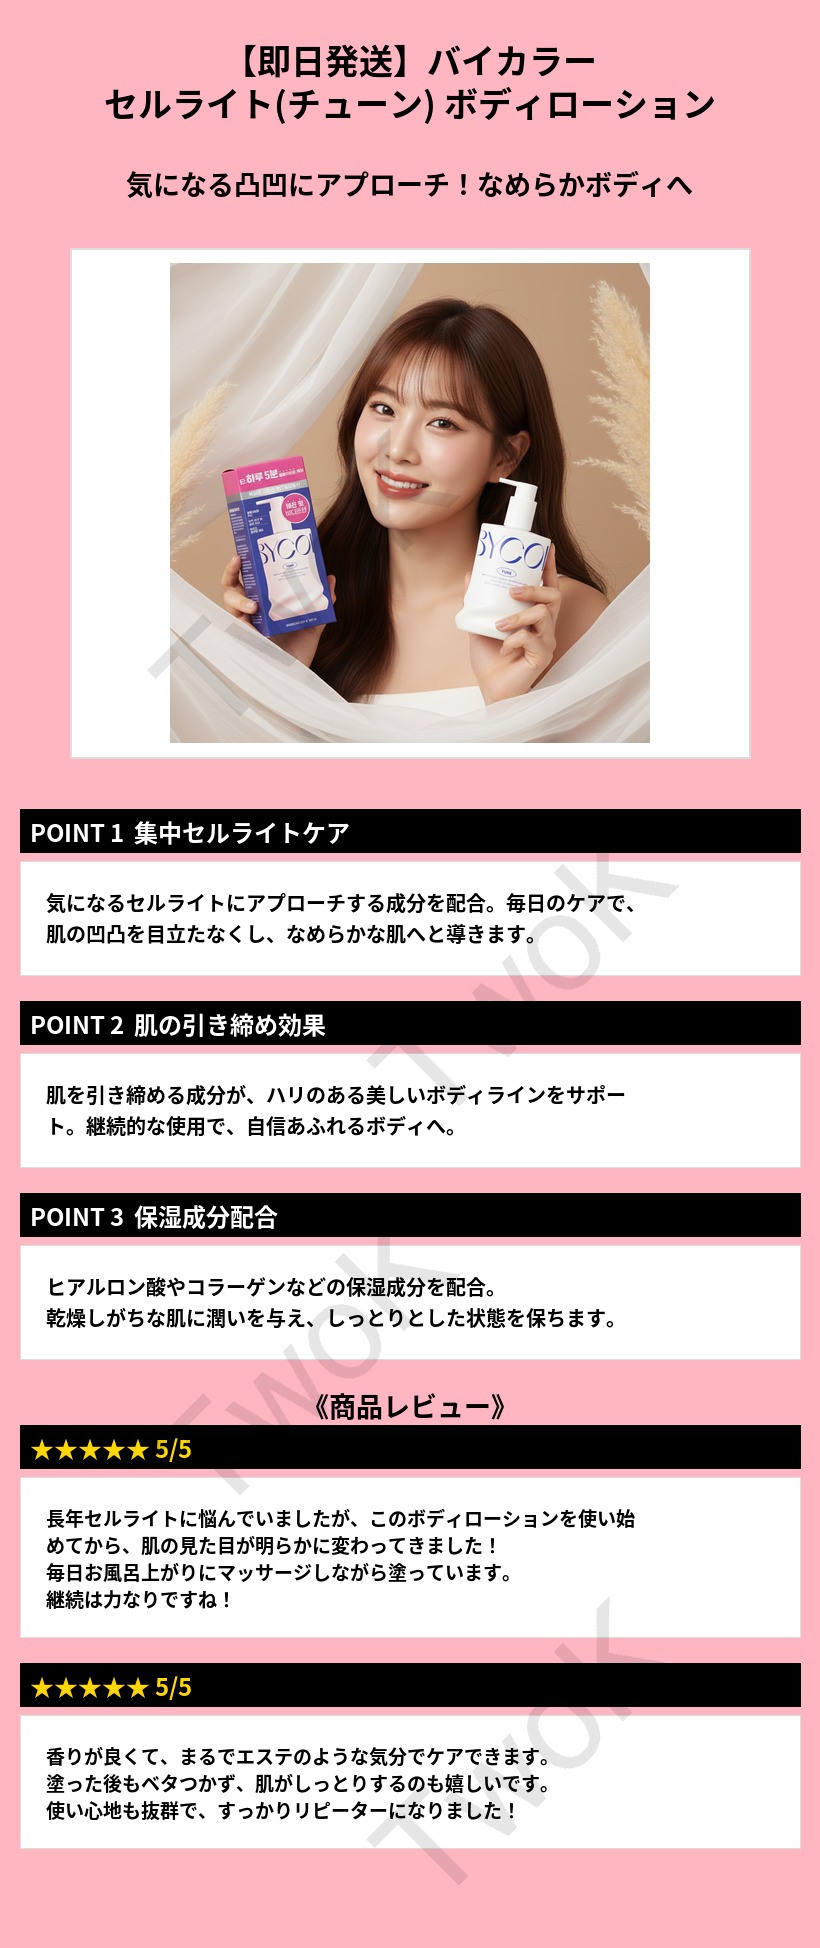 【即日発送】バイカラー
セルライト(チューン) ボディローション
気になる凸凹にアプローチ！なめらかボディへ
하루 5분
BYCOL
TUNE
BYCOL
TUNE
TwoK
POINT 1 集中セルライトケア
気になるセルライトにアプローチする成分を配合。毎日のケアで、
肌の凹凸を目立たなくし、なめらかな肌へと導きます。
TwoK
POINT 2 肌の引き締め効果
肌を引き締める成分が、ハリのある美しいボディラインをサポー
ト。継続的な使用で、自信あふれるボディへ。
POINT 3 保湿成分配合
ヒアルロン酸やコラーゲンなどの保湿成分を配合。
乾燥しがちな肌に潤いを与え、しっとりとした状態を保ちます。
TwoK
《商品レビュー》
★★★★★ 5/5
長年セルライトに悩んでいましたが、このボディローションを使い始
めてから、肌の見た目が明らかに変わってきました！
毎日お風呂上がりにマッサージしながら塗っています。
継続は力なりですね！
★★★★★ 5/5
香りが良くて、まるでエステのような気分でケアできます。
塗った後もベタつかず、肌がしっとりするのも嬉しいです。
使い心地も抜群で、すっかりリピーターになりました！
TwoK